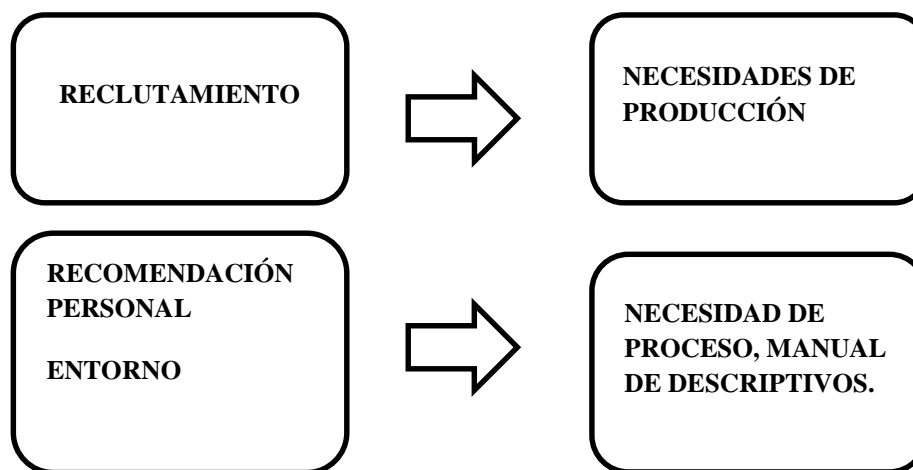 RECLUTAMIENTO
NECESIDADES DE
PRODUCCIÓN
RECOMENDACIÓN
PERSONAL
ENTORNO
NECESIDAD DE
PROCESO, MANUAL
DE DESCRIPTIVOS.